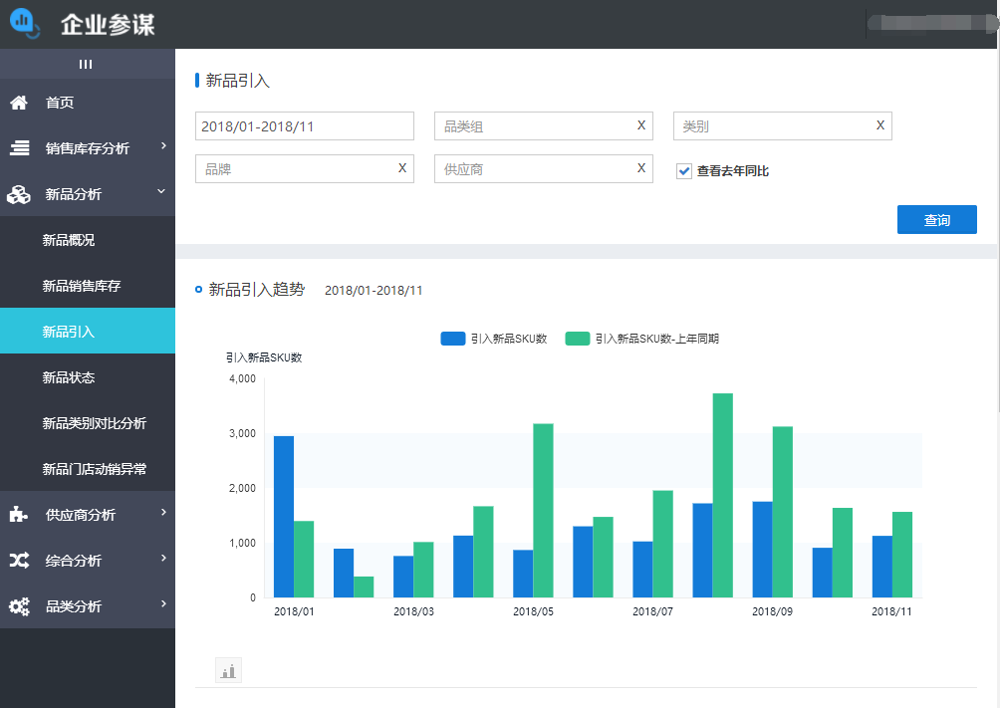 企业参谋
首页
销售库存分析
新品分析
新品概况
新品销售库存
新品引入
新品状态
新品类别对比分析
新品门店动销异常
供应商分析
综合分析
品类分析
新品引入
2018/01-2018/11
品类组 X
类别 X
品牌 X
供应商 X
查看去年同比
查询
新品引入趋势 2018/01-2018/11
引入新品SKU数 引入新品SKU数-上年同期
引入新品SKU数
4,000
3,000
2,000
1,000
0
2018/01 2018/03 2018/05 2018/07 2018/09 2018/11